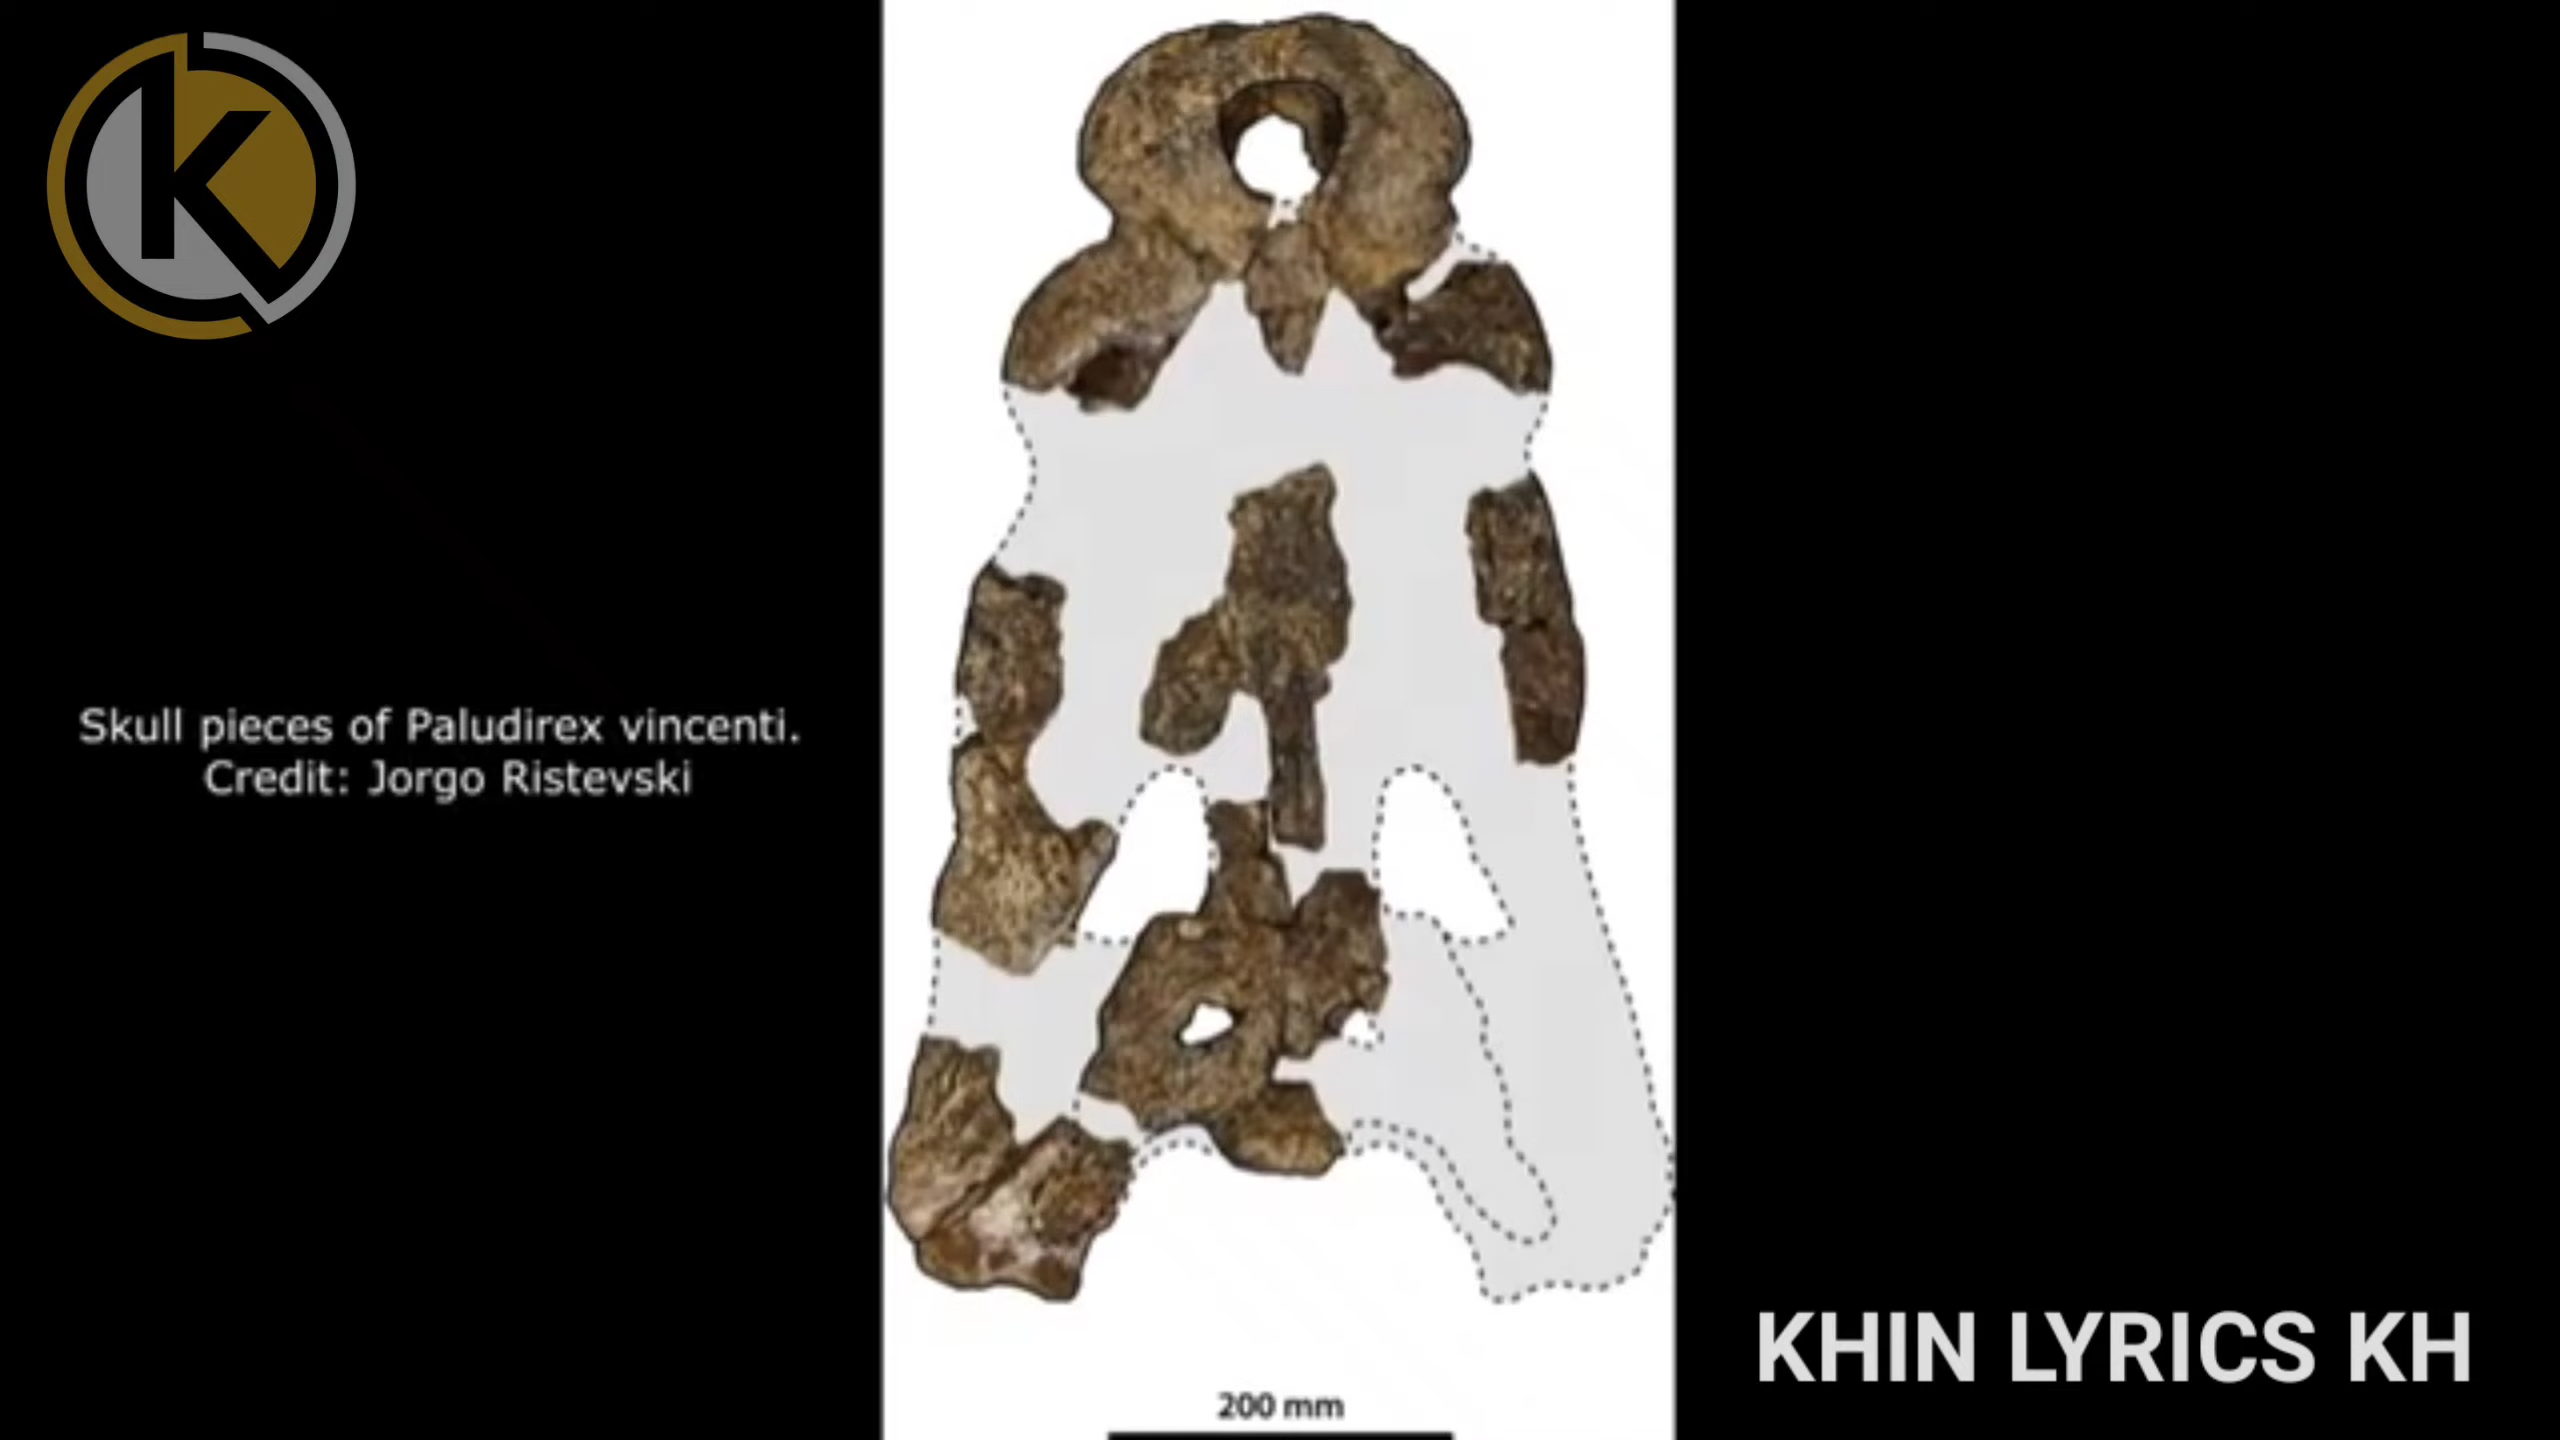 K
Skull pieces of Paludirex vincenti.
Credit: Jorgo Ristevski
200 mm
KHIN LYRICS KH